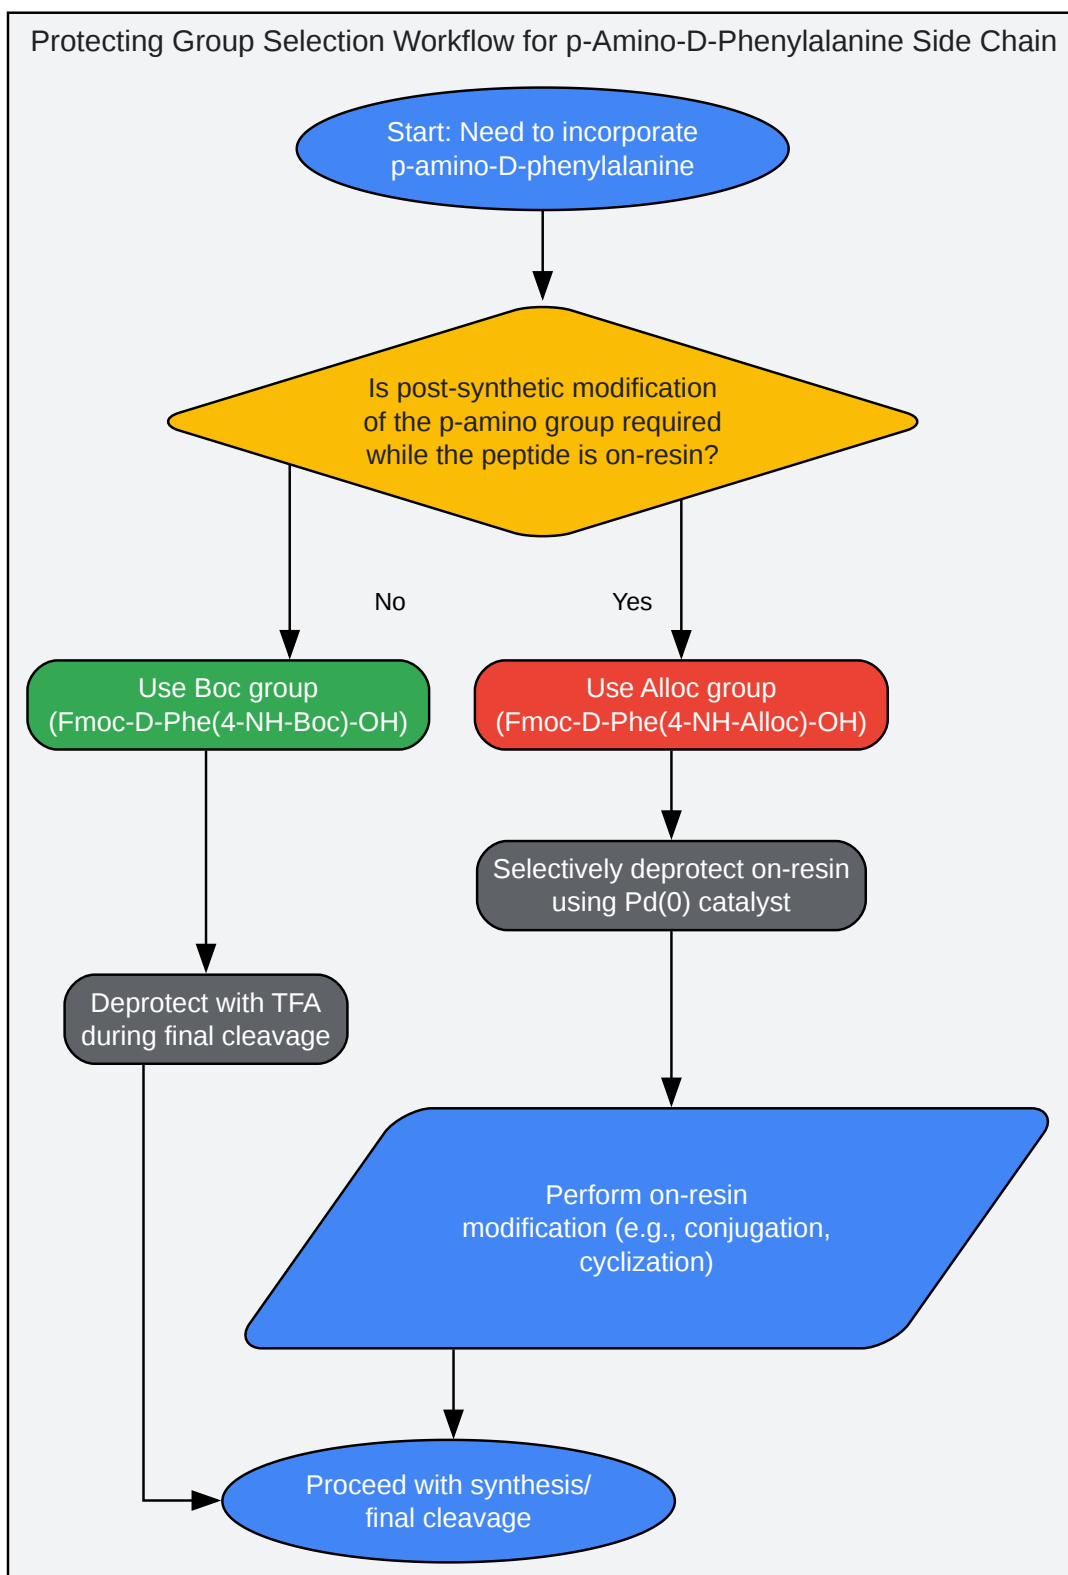 Protecting Group Selection Workflow for p-Amino-D-Phenylalanine Side Chain
Start: Need to incorporate
p-amino-D-phenylalanine
Is post-synthetic modification
of the p-amino group required
while the peptide is on-resin?
No
Yes
Use Boc group
(Fmoc-D-Phe(4-NH-Boc)-OH)
Use Alloc group
(Fmoc-D-Phe(4-NH-Alloc)-OH)
Selectively deprotect on-resin
using Pd(0) catalyst
Deprotect with TFA
during final cleavage
Perform on-resin
modification (e.g., conjugation,
cyclization)
Proceed with synthesis/
final cleavage